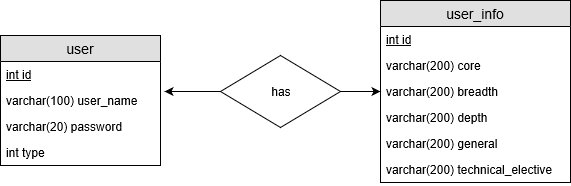 user
int id
varchar(100) user_name
varchar(20) password
int type
has
user_info
int id
varchar(200) core
varchar(200) breadth
varchar(200) depth
varchar(200) general
varchar(200) technical_elective